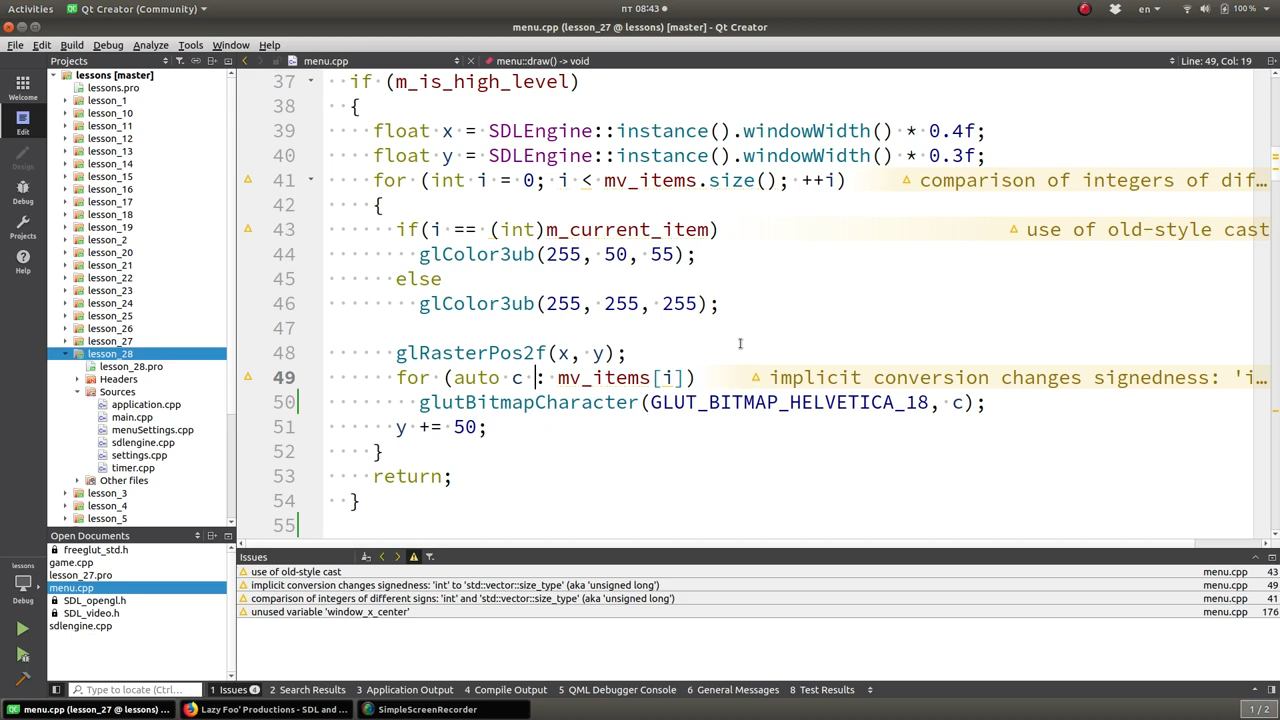 Activities Qt Creator (Community) пт 08:43 en 100 %
menu.cpp (lesson_27 @ lessons) [master] - Qt Creator
File Edit Build Debug Analyze Tools Window Help
Projects menu.cpp menu::draw() -> void Line: 49, Col: 19
Welcome
Edit
Design
Debug
Projects
Help
lessons
Debug
lessons [master]
lessons.pro
lesson_1
lesson_10
lesson_11
lesson_12
lesson_13
lesson_14
lesson_15
lesson_16
lesson_17
lesson_18
lesson_19
lesson_2
lesson_20
lesson_21
lesson_22
lesson_23
lesson_24
lesson_25
lesson_26
lesson_27
lesson_28
lesson_28.pro
Headers
Sources
application.cpp
main.cpp
menuSettings.cpp
sdlengine.cpp
settings.cpp
timer.cpp
Other files
lesson_3
lesson_4
lesson_5
Open Documents
freeglut_std.h
game.cpp
lesson_27.pro
menu.cpp
SDL_opengl.h
SDL_video.h
sdlengine.cpp
37 if (m_is_high_level)
38 {
39 float x = SDLEngine::instance().windowWidth() * 0.4f;
40 float y = SDLEngine::instance().windowWidth() * 0.3f;
41 for (int i = 0; i < mv_items.size(); ++i) comparison of integers of dif…
42 {
43 if(i == (int)m_current_item) use of old-style cast
44 glColor3ub(255, 50, 55);
45 else
46 glColor3ub(255, 255, 255);
47
48 glRasterPos2f(x, y);
49 for (auto c : mv_items[i]) implicit conversion changes signedness: 'i…
50 glutBitmapCharacter(GLUT_BITMAP_HELVETICA_18, c);
51 y += 50;
52 }
53 return;
54 }
55
Issues
use of old-style cast menu.cpp 43
implicit conversion changes signedness: 'int' to 'std::vector::size_type' (aka 'unsigned long') menu.cpp 49
comparison of integers of different signs: 'int' and 'std::vector::size_type' (aka 'unsigned long') menu.cpp 41
unused variable 'window_x_center' menu.cpp 176
Type to locate (... 1 Issues 4 2 Search Results 3 Application Output 4 Compile Output 5 QML Debugger Console 6 General Messages 8 Test Results
menu.cpp (lesson_27 @ lessons) ... Lazy Foo' Productions - SDL and ... SimpleScreenRecorder 1 / 2